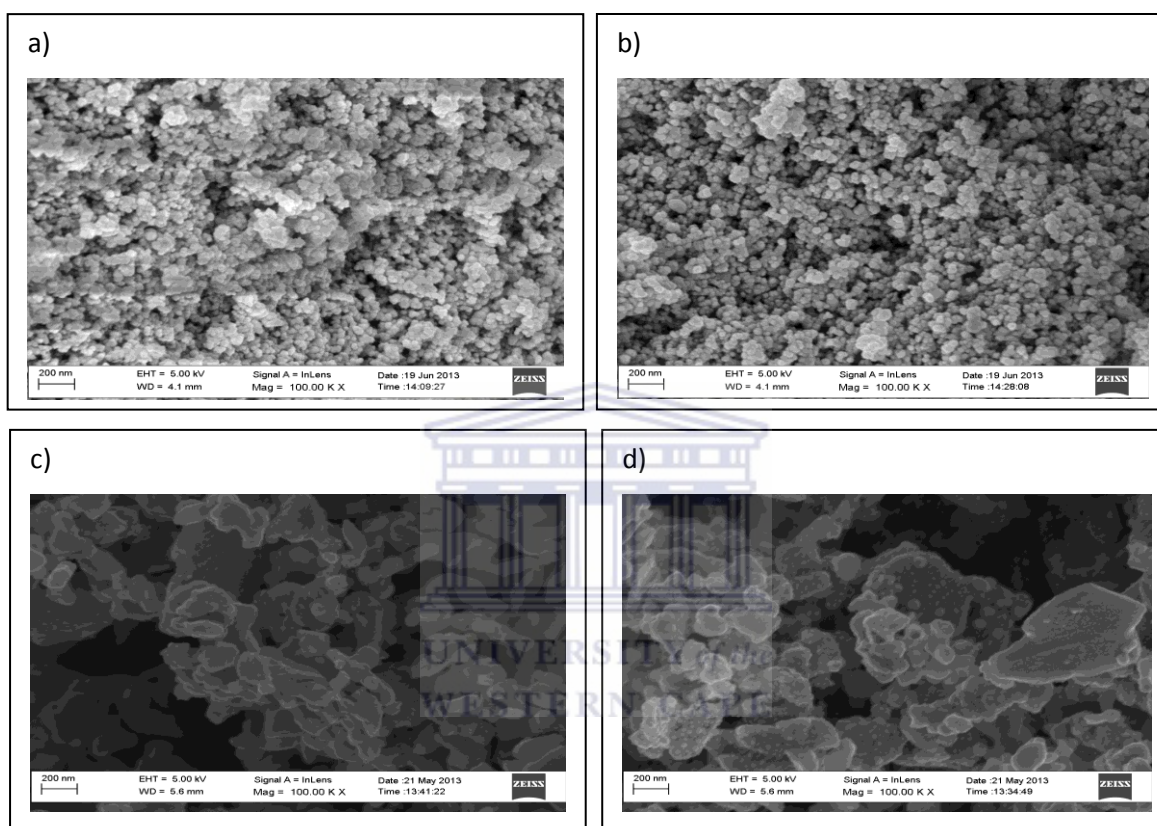 a)
200 nm EHT = 5.00 kV Signal A = InLens Date :19 Jun 2013 ZEISS
WD = 4.1 mm Mag = 100.00 K X Time :14:09:27
b)
200 nm EHT = 5.00 kV Signal A = InLens Date :19 Jun 2013 ZEISS
WD = 4.1 mm Mag = 100.00 K X Time :14:28:08
c)
200 nm EHT = 5.00 kV Signal A = InLens Date :21 May 2013 ZEISS
WD = 5.6 mm Mag = 100.00 K X Time :13:41:22
d)
200 nm EHT = 5.00 kV Signal A = InLens Date :21 May 2013 ZEISS
WD = 5.6 mm Mag = 100.00 K X Time :13:34:49
UNIVERSITY of the
WESTERN CAPE